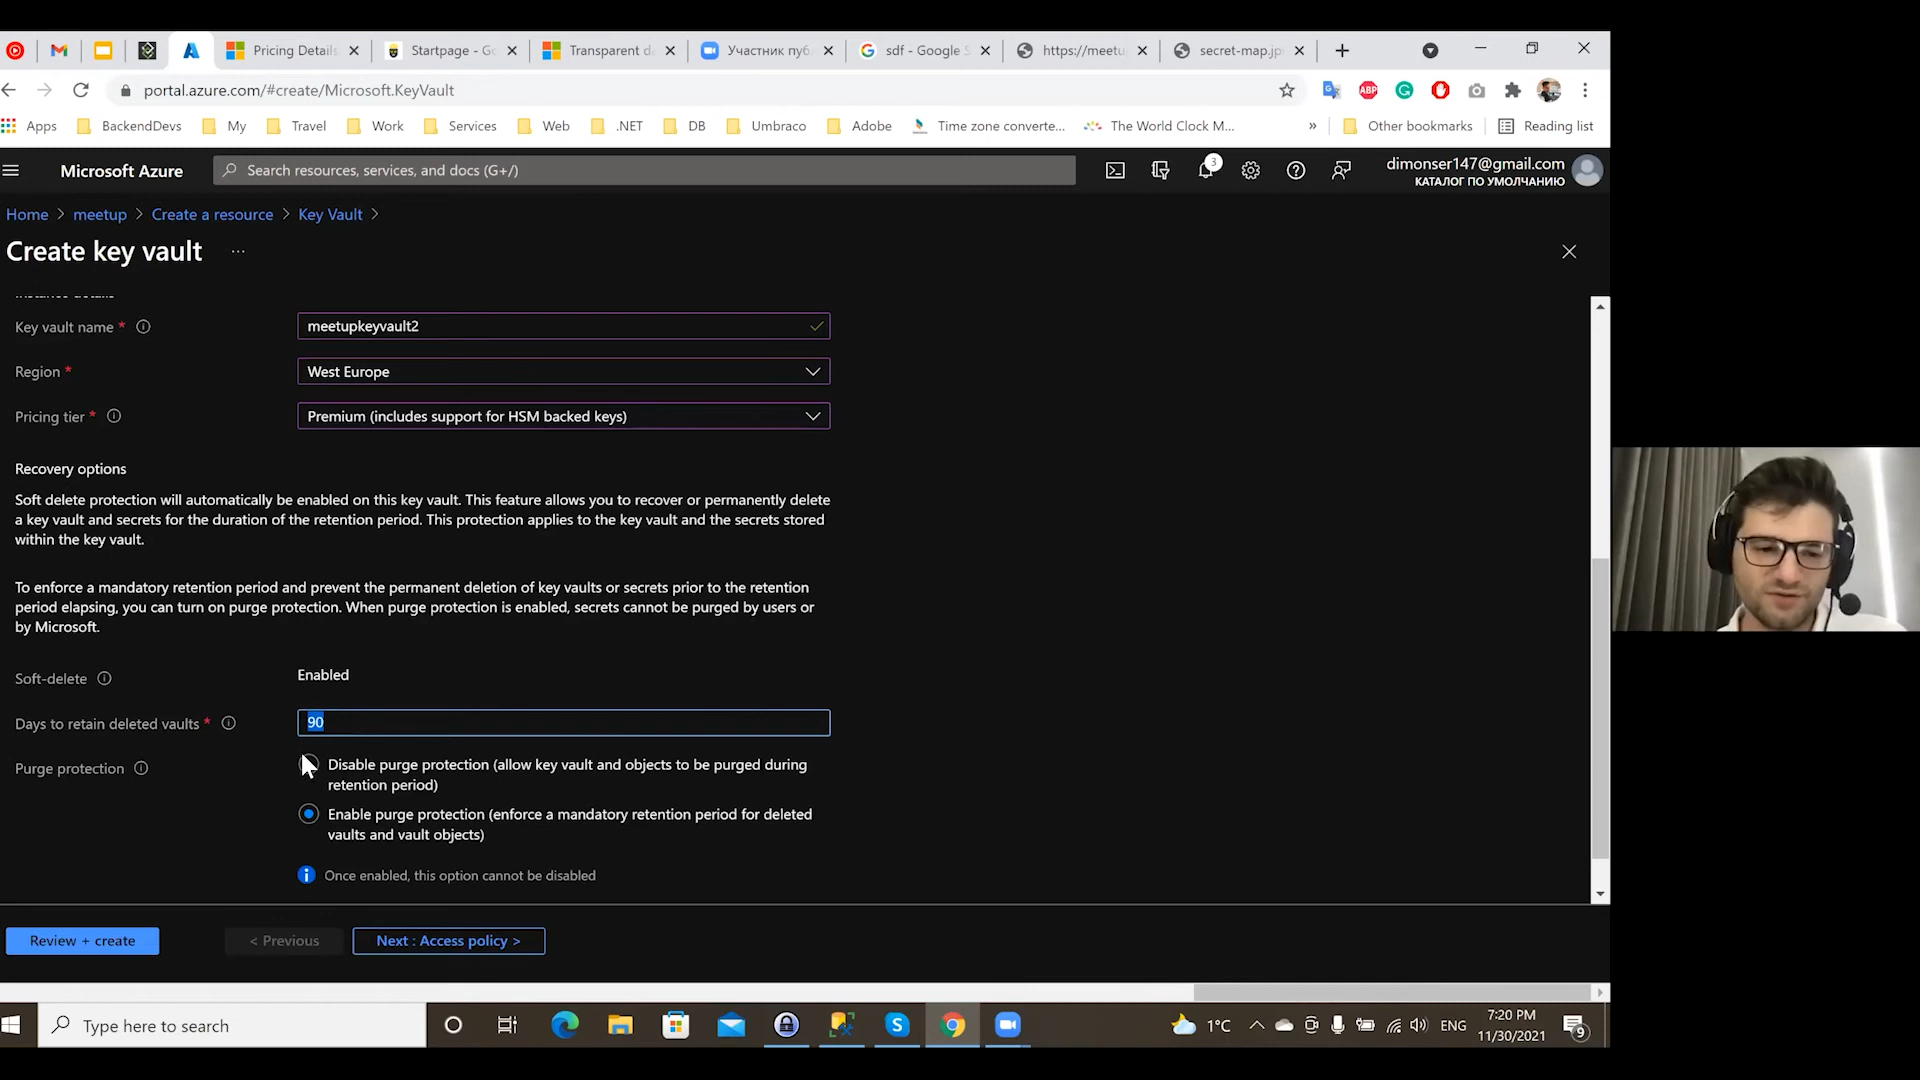 Pricing Details
Startpage - Go
Transparent da
Участник пуб
sdf - Google S
https://meetu
secret-map.jp
portal.azure.com/#create/Microsoft.KeyVault
ABP
Apps
BackendDevs
My
Travel
Work
Services
Web
.NET
DB
Umbraco
Adobe
Time zone converte...
The World Clock M...
»
Other bookmarks
Reading list
Microsoft Azure
Search resources, services, and docs (G+/)
3
dimonser147@gmail.com
КАТАЛОГ ПО УМОЛЧАНИЮ
Home > meetup > Create a resource > Key Vault >
Create key vault ...
Instance details
Key vault name *
meetupkeyvault2
Region *
West Europe
Pricing tier *
Premium (includes support for HSM backed keys)
Recovery options
Soft delete protection will automatically be enabled on this key vault. This feature allows you to recover or permanently delete
a key vault and secrets for the duration of the retention period. This protection applies to the key vault and the secrets stored
within the key vault.
To enforce a mandatory retention period and prevent the permanent deletion of key vaults or secrets prior to the retention
period elapsing, you can turn on purge protection. When purge protection is enabled, secrets cannot be purged by users or
by Microsoft.
Soft-delete
Enabled
Days to retain deleted vaults *
90
Purge protection
Disable purge protection (allow key vault and objects to be purged during
retention period)
Enable purge protection (enforce a mandatory retention period for deleted
vaults and vault objects)
Once enabled, this option cannot be disabled
Review + create
< Previous
Next : Access policy >
Type here to search
1°C
ENG
7:20 PM
11/30/2021
9